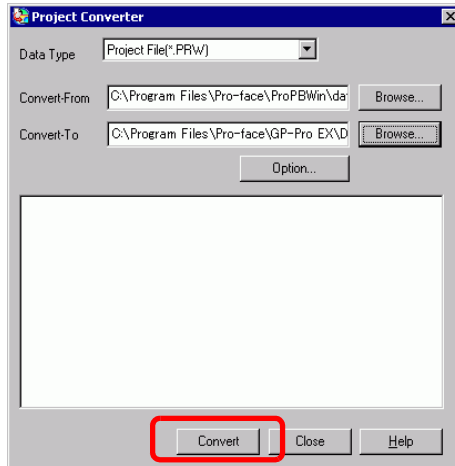 Project Converter
Data Type Project File(*.PRW)
Convert-From C:\Program Files\Pro-face\ProPBWin\da Browse...
Convert-To C:\Program Files\Pro-face\GP-Pro EX\D Browse...
Option...
Convert Close Help